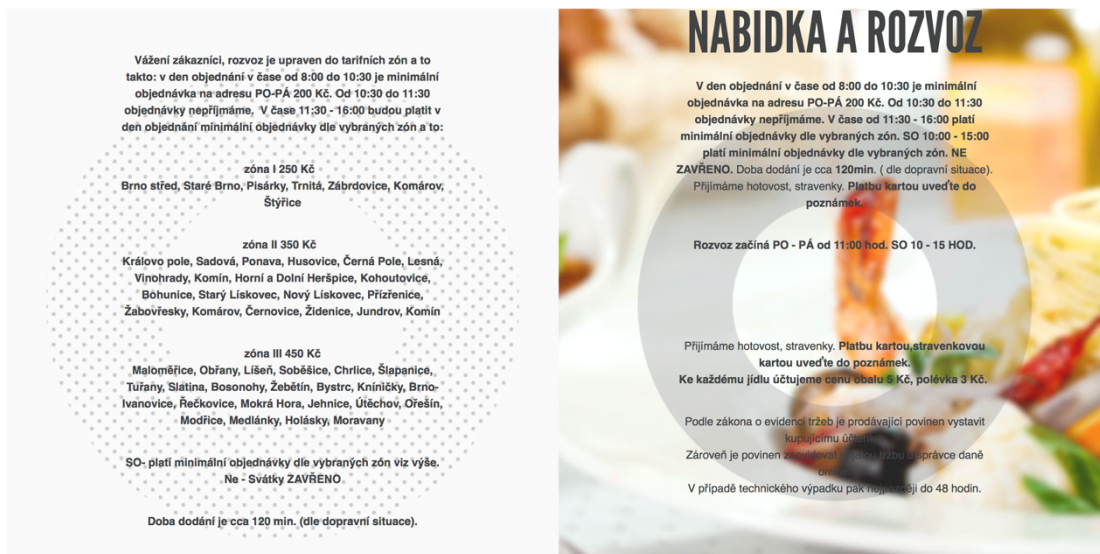 Vážení zákazníci, rozvoz je upraven do tarifních zón a to
takto: v den objednání v čase od 8:00 do 10:30 je minimální
objednávka na adresu PO-PÁ 200 Kč. Od 10:30 do 11:30
objednávky nepříjmáme. V čase 11:30 - 16:00 budou platit v
den objednání minimální objednávky dle vybraných zón a to:
zóna I 250 Kč
Brno střed, Staré Brno, Pisárky, Trnitá, Zábrdovice, Komárov,
Štýřice
zóna II 350 Kč
Královo pole, Sadová, Ponava, Husovice, Černá Pole, Lesná,
Vinohrady, Komín, Horní a Dolní Heršpice, Kohoutovice,
Bohunice, Starý Lískovec, Nový Lískovec, Přízřenice,
Žabovřesky, Komárov, Černovice, Židenice, Jundrov, Komín
zóna III 450 Kč
Maloměřice, Obřany, Líšeň, Soběšice, Chrlice, Šlapanice,
Tuřany, Slatina, Bosonohy, Žebětín, Bystrc, Kníničky, Brno-
Ivanovice, Řečkovice, Mokrá Hora, Jehnice, Útěchov, Ořešín,
Modřice, Medlánky, Holásky, Moravany
SO- platí minimální objednávky dle vybraných zón viz výše.
Ne - Svátky ZAVŘENO
Doba dodání je cca 120 min. (dle dopravní situace).
NABÍDKA A ROZVOZ
V den objednání v čase od 8:00 do 10:30 je minimální
objednávka na adresu PO-PÁ 200 Kč. Od 10:30 do 11:30
objednávky nepříjmáme. V čase od 11:30 - 16:00 platí
minimální objednávky dle vybraných zón. SO 10:00 - 15:00
platí minimální objednávky dle vybraných zón. NE
ZAVŘENO. Doba dodání je cca 120min. ( dle dopravní situace).
Přijímáme hotovost, stravenky. Platbu kartou uveďte do
poznámek.
Rozvoz začíná PO - PÁ od 11:00 hod. SO 10 - 15 HOD.
Přijímáme hotovost, stravenky. Platbu kartou,stravenkovou
kartou uveďte do poznámek.
Ke každému jídlu účtujeme cenu obalu 5 Kč, polévka 3 Kč.
Podle zákona o evidenci tržeb je prodávající povinen vystavit
kupujícímu
Zároveň je povinen tržbu u správce daně
V případě technického výpadku pak nejpozději do 48 hodin.